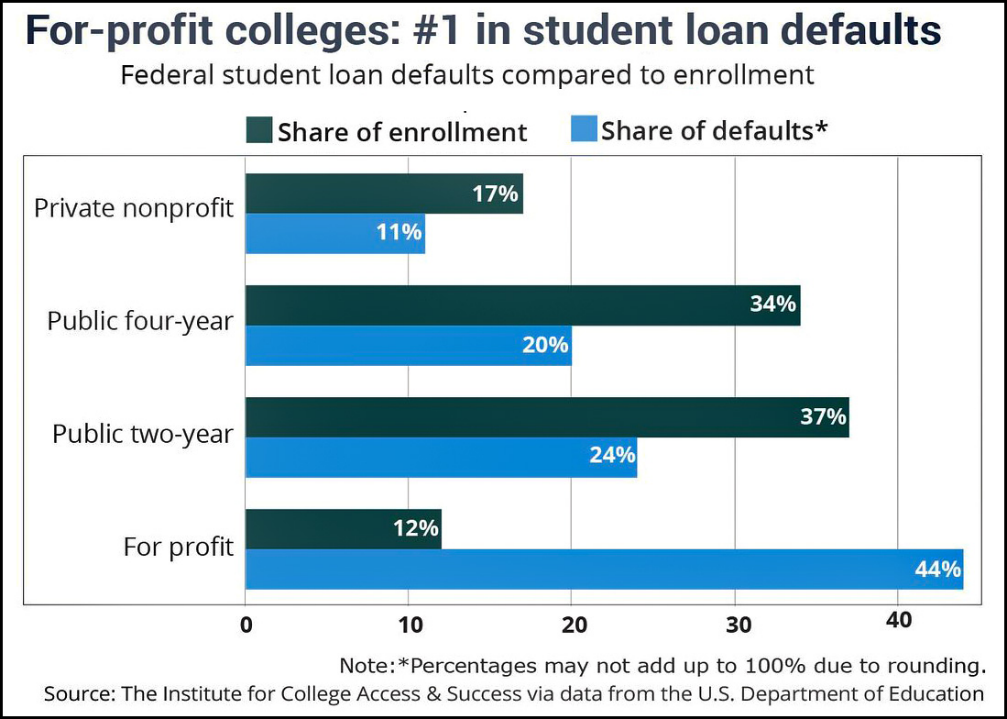 For-profit colleges: #1 in student loan defaults
Federal student loan defaults compared to enrollment
Share of enrollment Share of defaults*
Private nonprofit 17%
11%
Public four-year 34%
20%
Public two-year 37%
24%
For profit 12%
44%
0 10 20 30 40
Note:*Percentages may not add up to 100% due to rounding.
Source: The Institute for College Access & Success via data from the U.S. Department of Education